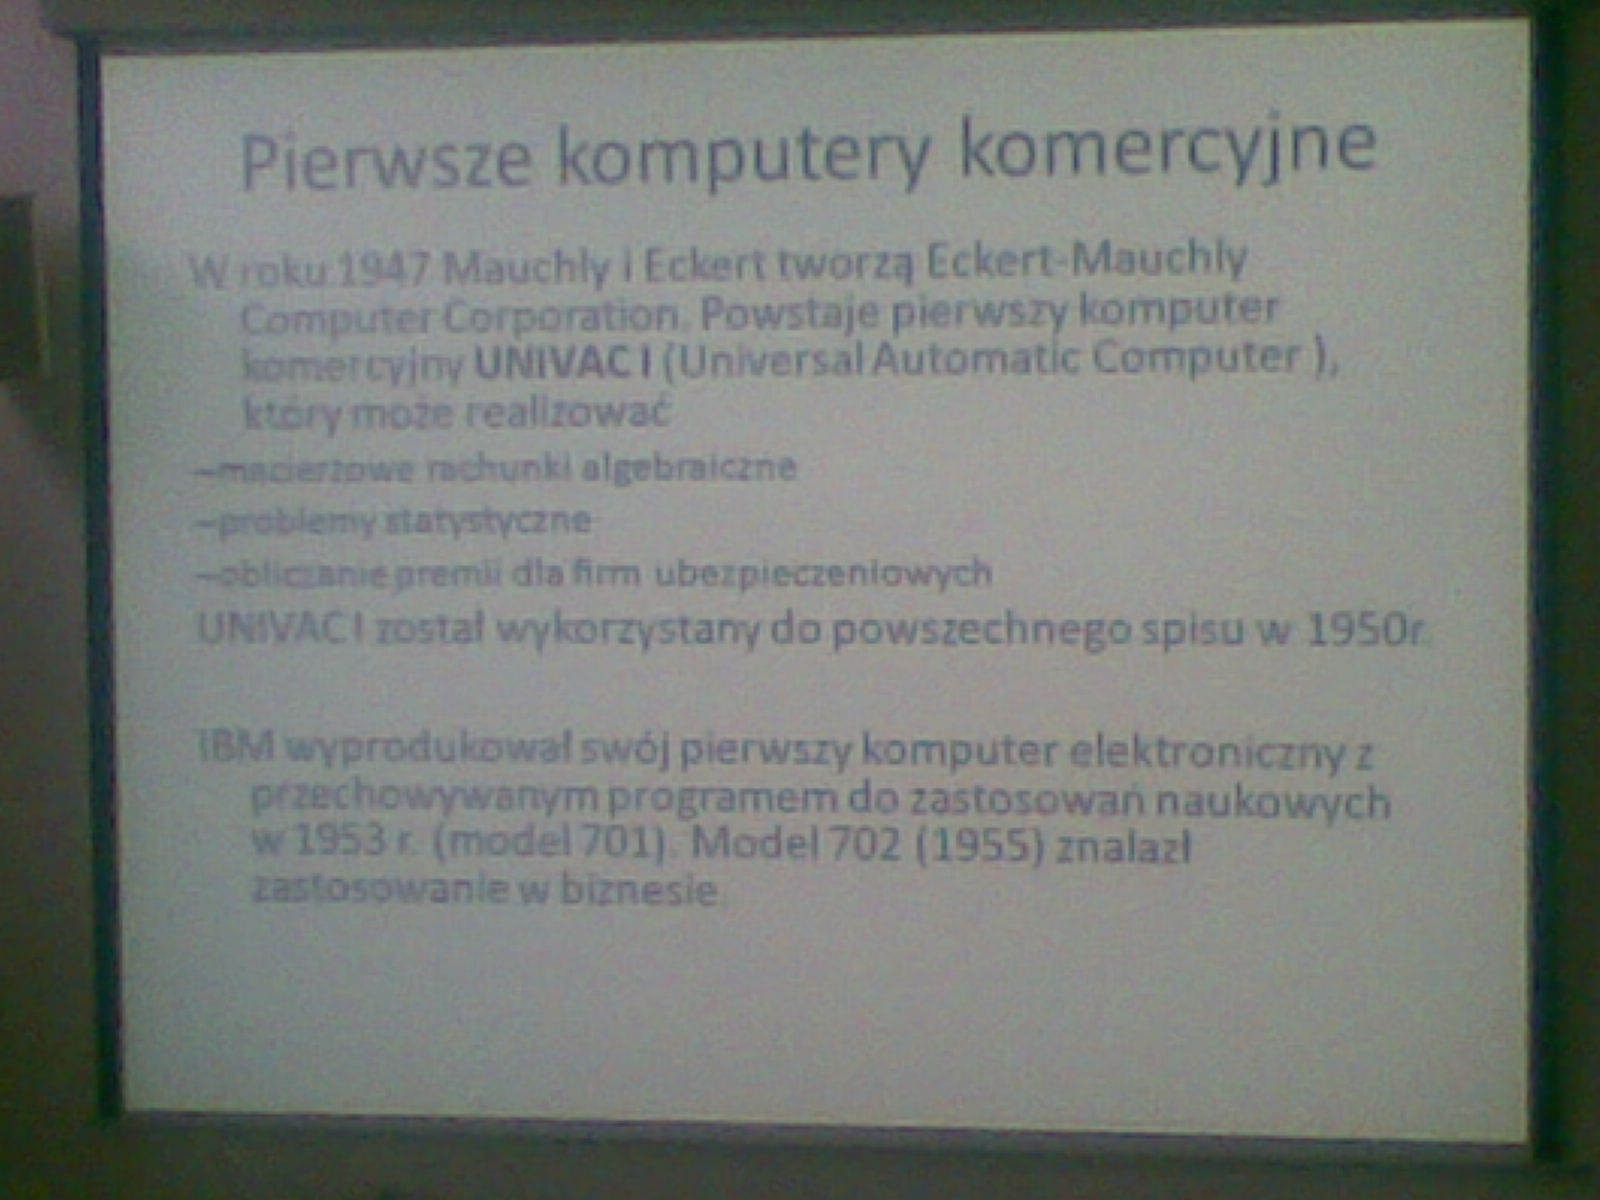 Pierwsze komputery komercyjne
W roku 1947 Mauchly i Eckert tworzą Eckert-Mauchly
Computer Corporation. Powstaje pierwszy komputer
komercyjny UNIVAC I (Universal Automatic Computer ),
który może realizować
–macierzowe rachunki algebraiczne
–problemy statystyczne
–obliczanie premii dla firm ubezpieczeniowych
UNIVAC I został wykorzystany do powszechnego spisu w 1950r.
IBM wyprodukował swój pierwszy komputer elektroniczny z
przechowywanym programem do zastosowań naukowych
w 1953 r. (model 701). Model 702 (1955) znalazł
zastosowanie w biznesie.